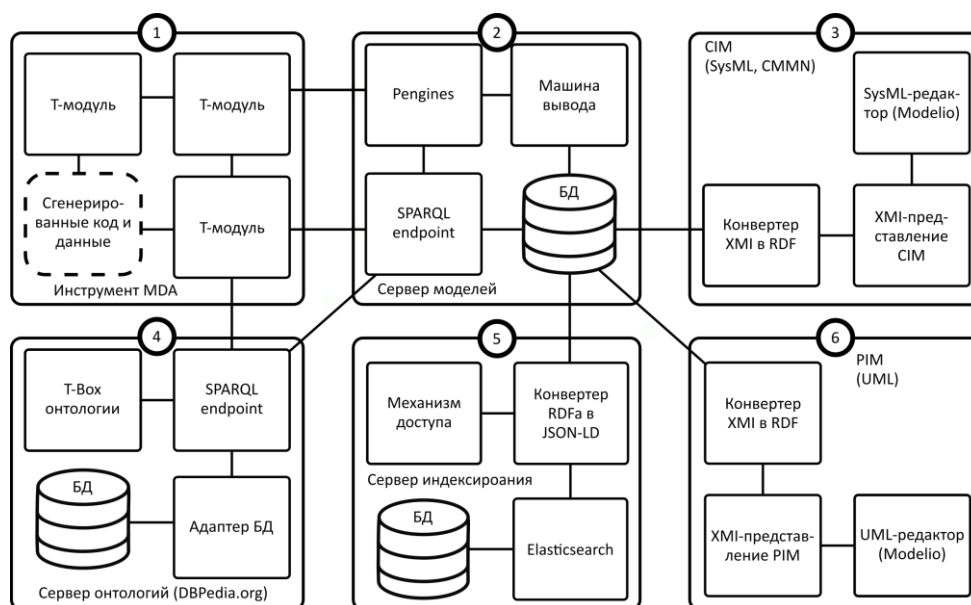 1
Т-модуль
Т-модуль
Сгенериро-
ванные код и
данные
Т-модуль
Инструмент MDA
2
Pengines
Машина
вывода
SPARQL
endpoint
БД
Сервер моделей
3
CIM
(SysML, CMMN)
SysML-редак-
тор (Modelio)
Конвертер
XMI в RDF
XMI-пред-
ставление
CIM
4
T-Box
онтологии
SPARQL
endpoint
БД
Адаптер БД
Сервер онтологий (DBPedia.org)
5
Механизм
доступа
Конвертер
RDFa в
JSON-LD
Сервер индексироания
БД
Elasticsearch
6
PIM
(UML)
Конвертер
XMI в RDF
XMI-представ-
ление PIM
UML-редактор
(Modelio)